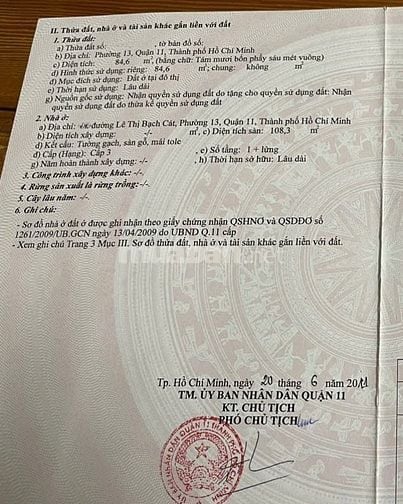 II. Thửa đất, nhà ở và tài sản khác gắn liền với đất
1. Thửa đất:
a) Thửa đất số: , tờ bản đồ số:
b) Địa chỉ: Phường 13, Quận 11, Thành phố Hồ Chí Minh
c) Diện tích: 84,6 m², (bằng chữ: Tám mươi bốn phẩy sáu mét vuông)
d) Hình thức sử dụng: riêng: 84,6 m²; chung: không m²
đ) Mục đích sử dụng: Đất ở tại đô thị
e) Thời hạn sử dụng: Lâu dài
g) Nguồn gốc sử dụng: Nhận quyền sử dụng đất do tặng cho quyền sử dụng đất: Nhận
quyền sử dụng đất do thừa kế quyền sử dụng đất
2. Nhà ở:
a) Địa chỉ: đường Lê Thị Bạch Cát, Phường 13, Quận 11, Thành phố Hồ Chí Minh
b) Diện tích xây dựng: -/- m², c) Diện tích sàn: 108,3 m²
d) Kết cấu: Tường gạch, sàn gỗ, mái tole
đ) Cấp (Hạng): Cấp 3 , e) Số tầng: 1 + lửng
g) Năm hoàn thành xây dựng: -/- , h) Thời hạn sở hữu: Lâu dài
3. Công trình xây dựng khác: -/-
4. Rừng sản xuất là rừng trồng: -/-
5. Cây lâu năm: -/-
6. Ghi chú:
- Sơ đồ nhà ở đất ở được ghi nhận theo giấy chứng nhận QSHNƠ và QSDĐƠ số
1261/2009/UB.GCN ngày 13/04/2009 do UBND Q.11 cấp
- Xem ghi chú Trang 3 Mục III. Sơ đồ thửa đất, nhà ở và tài sản khác gắn liền với đất.
muaban.net
Tp. Hồ Chí Minh, ngày 20 tháng 6 năm 2011
TM. ỦY BAN NHÂN DÂN QUẬN 11
KT. CHỦ TỊCH
PHÓ CHỦ TỊCH